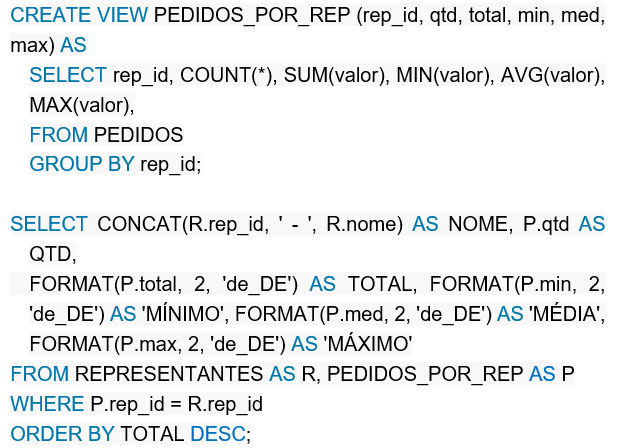 CREATE VIEW PEDIDOS_POR_REP (rep_id, qtd, total, min, med,
max) AS
SELECT rep_id, COUNT(*), SUM(valor), MIN(valor), AVG(valor),
MAX(valor),
FROM PEDIDOS
GROUP BY rep_id;
SELECT CONCAT(R.rep_id, ' - ', R.nome) AS NOME, P.qtd AS
QTD,
FORMAT(P.total, 2, 'de_DE') AS TOTAL, FORMAT(P.min, 2,
'de_DE') AS 'MÍNIMO', FORMAT(P.med, 2, 'de_DE') AS 'MÉDIA',
FORMAT(P.max, 2, 'de_DE') AS 'MÁXIMO'
FROM REPRESENTANTES AS R, PEDIDOS_POR_REP AS P
WHERE P.rep_id = R.rep_id
ORDER BY TOTAL DESC;